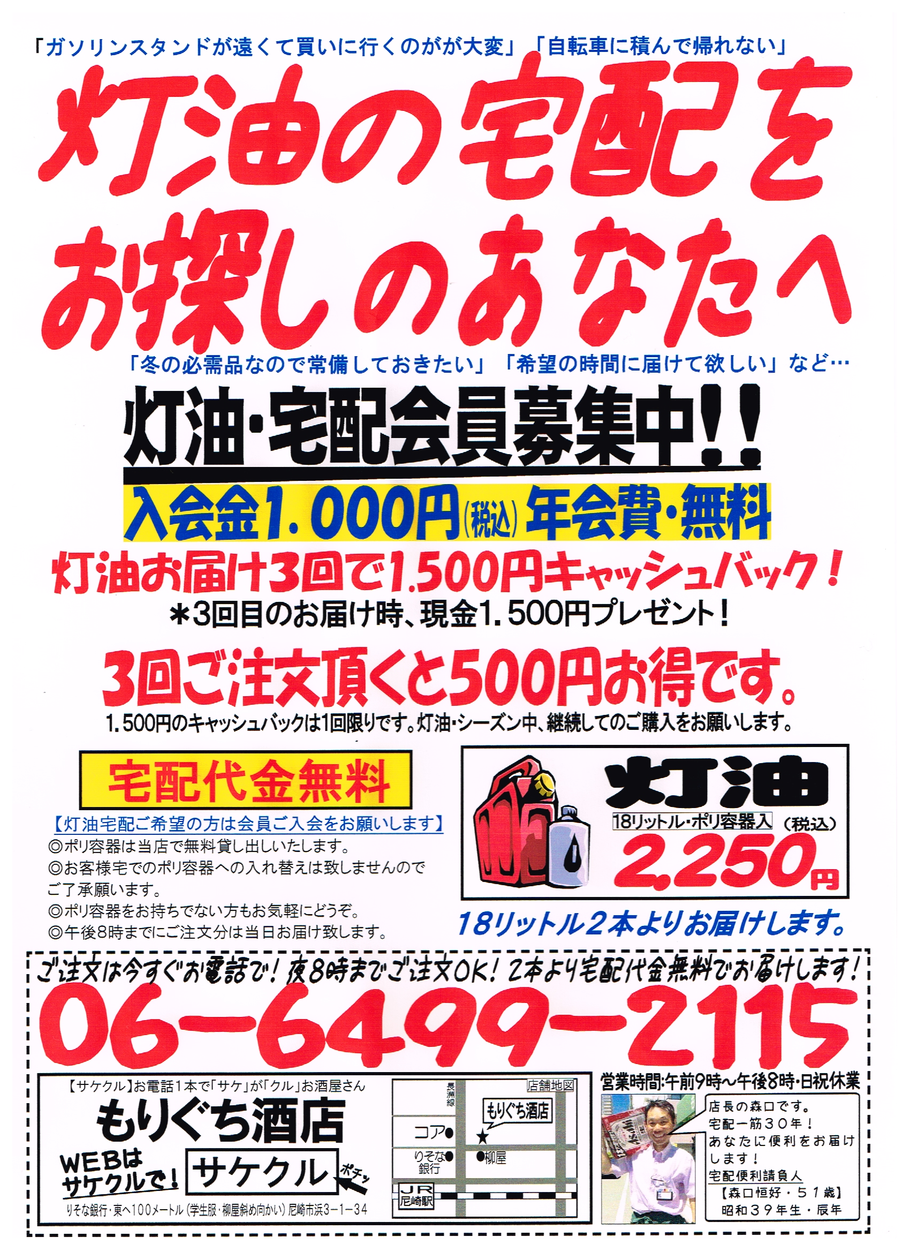 「ガソリンスタンドが遠くて買いに行くのがが大変」 「自転車に積んで帰れない」
灯油の宅配を
お探しのあなたへ
「冬の必需品なので常備しておきたい」 「希望の時間に届けて欲しい」など…
灯油・宅配会員募集中!!
入会金1.000円(税込)年会費・無料
灯油お届け3回で1.500円キャッシュバック!
*3回目のお届け時、現金1.500円プレゼント!
3回ご注文頂くと500円お得です。
1.500円のキャッシュバックは1回限りです。灯油・シーズン中、継続してのご購入をお願いします。
宅配代金無料
【灯油宅配ご希望の方は会員ご入会をお願いします】
◎ポリ容器は当店で無料貸し出しいたします。
◎お客様宅でのポリ容器への入れ替えは致しませんので
ご了承願います。
◎ポリ容器をお持ちでない方もお気軽にどうぞ。
◎午後8時までにご注文分は当日お届け致します。
灯油
18リットル・ポリ容器入 (税込)
2,250円
18リットル2本よりお届けします。
ご注文は今すぐお電話で!夜8時までご注文OK!2本より宅配代金無料でお届けします!
06-6499-2115
【サケクル】お電話1本で「サケ」が「クル」お酒屋さん
もりぐち酒店
WEBは
サケクルで!
サケクル
ポチッ
りそな銀行・東へ100メートル(学生服・柳屋斜め向かい)尼崎市浜3-1-34
店舗地図
長洲線
もりぐち酒店
コア
★
りそな
銀行
柳屋
JR
尼崎駅
営業時間:午前9時~午後8時・日祝休業
店長の森口です。
宅配一筋30年!
あなたに便利をお届け
します!
宅配便利請負人
【森口恒好・51歳】
昭和39年生・辰年